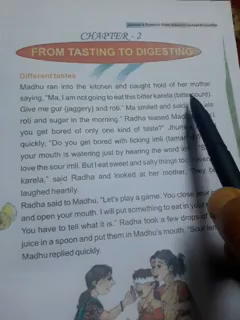 CHAPTER - 2
FROM TASTING TO DIGESTING
Different tastes
Madhu ran into the kitchen and caught hold of her mother
saying, "Ma, I am not going to eat this bitter karela (bitter gourd).
Give me gur (jaggery) and roti." Ma smiled and said,
roti and sugar in the morning." Radha teased
you get bored of only one kind of taste?"
quickly, "Do you get bored with licking imli
your mouth is watering just by hearing the word
love the sour imli. But I eat sweet and salty things too.
karela," said Radha and looked at her mother. They
laughed heartily.
Radha said to Madhu, "Let's play a game. You close your
and open your mouth. I will put something in
You have to tell what it is." Radha took a few drops of
juice in a spoon and put them in Madhu's mouth. "Sour
Madhu replied quickly.